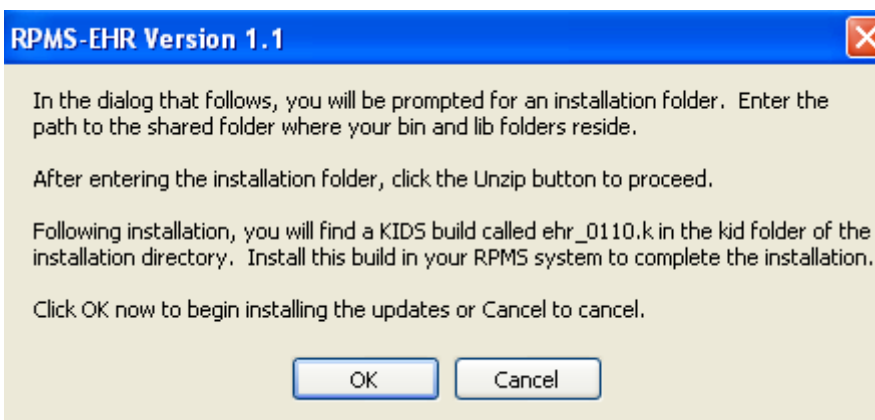 RPMS-EHR Version 1.1
In the dialog that follows, you will be prompted for an installation folder.  Enter the
path to the shared folder where your bin and lib folders reside.
After entering the installation folder, click the Unzip button to proceed.
Following installation, you will find a KIDS build called ehr_0110.k in the kid folder of the
installation directory.  Install this build in your RPMS system to complete the installation.
Click OK now to begin installing the updates or Cancel to cancel.
OK Cancel